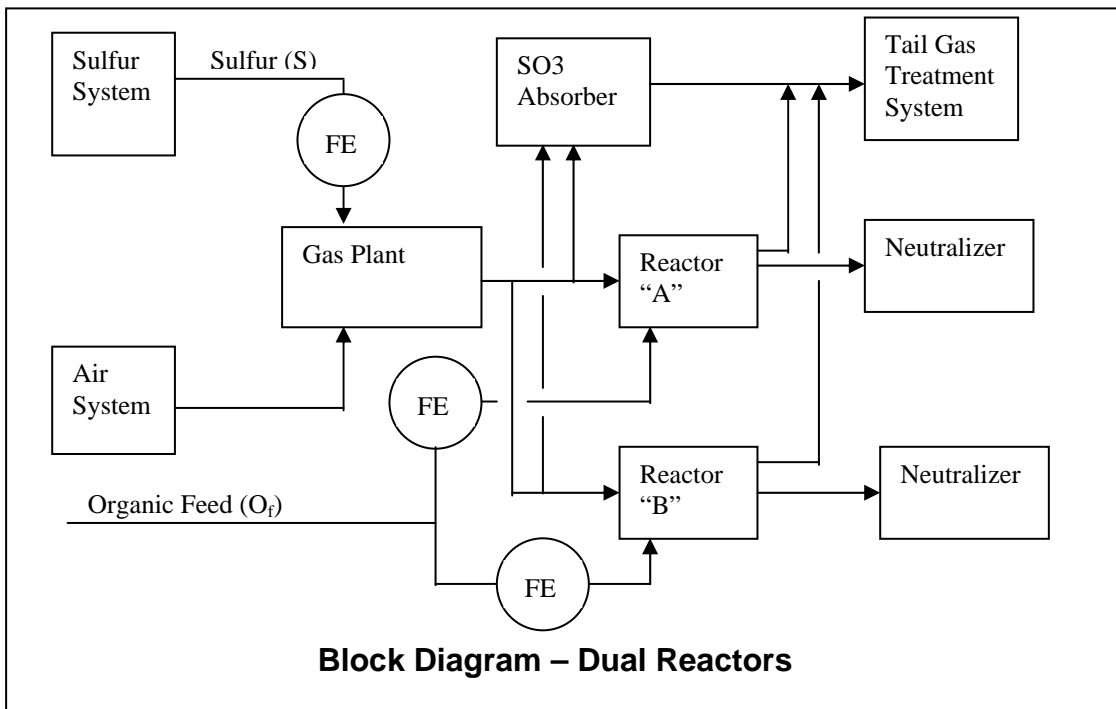 Sulfur
System
Sulfur (S)
FE
SO3
Absorber
Tail Gas
Treatment
System
Gas Plant
Reactor
“A”
Neutralizer
Air
System
FE
Reactor
“B”
Neutralizer
Organic Feed (Of)
FE
Block Diagram – Dual Reactors